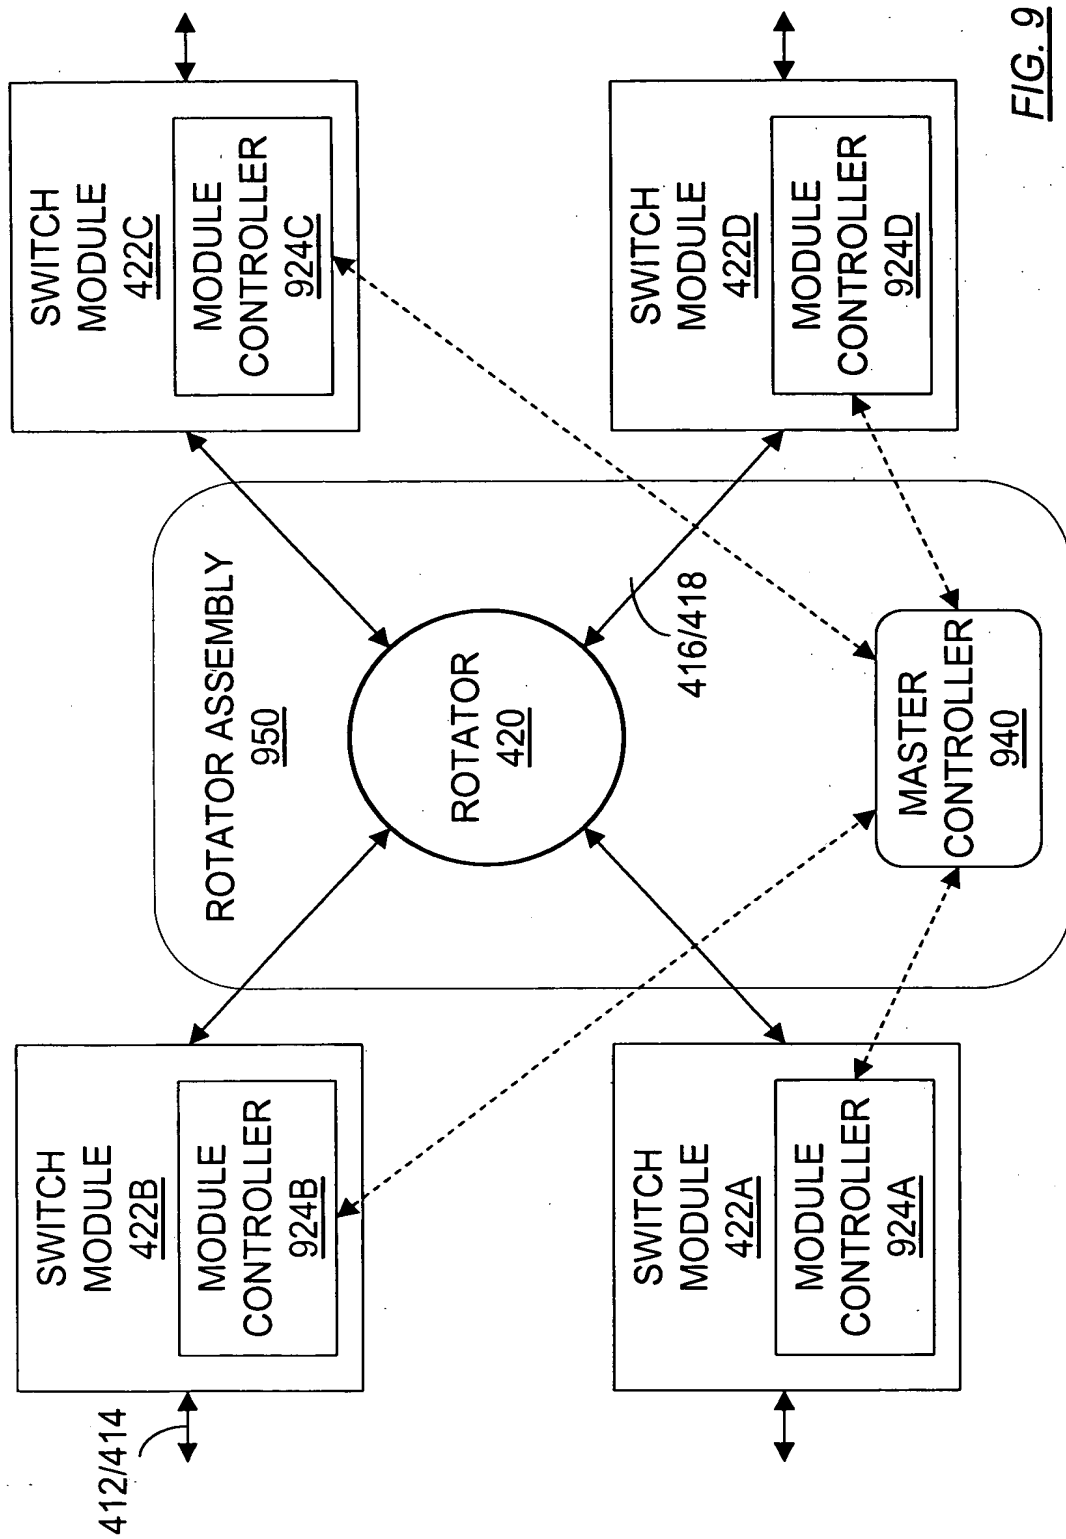 412/414
SWITCH
MODULE
422B
MODULE
CONTROLLER
924B
SWITCH
MODULE
422C
MODULE
CONTROLLER
924C
ROTATOR ASSEMBLY
950
ROTATOR
420
416/418
SWITCH
MODULE
422A
MODULE
CONTROLLER
924A
SWITCH
MODULE
422D
MODULE
CONTROLLER
924D
MASTER
CONTROLLER
940
FIG. 9